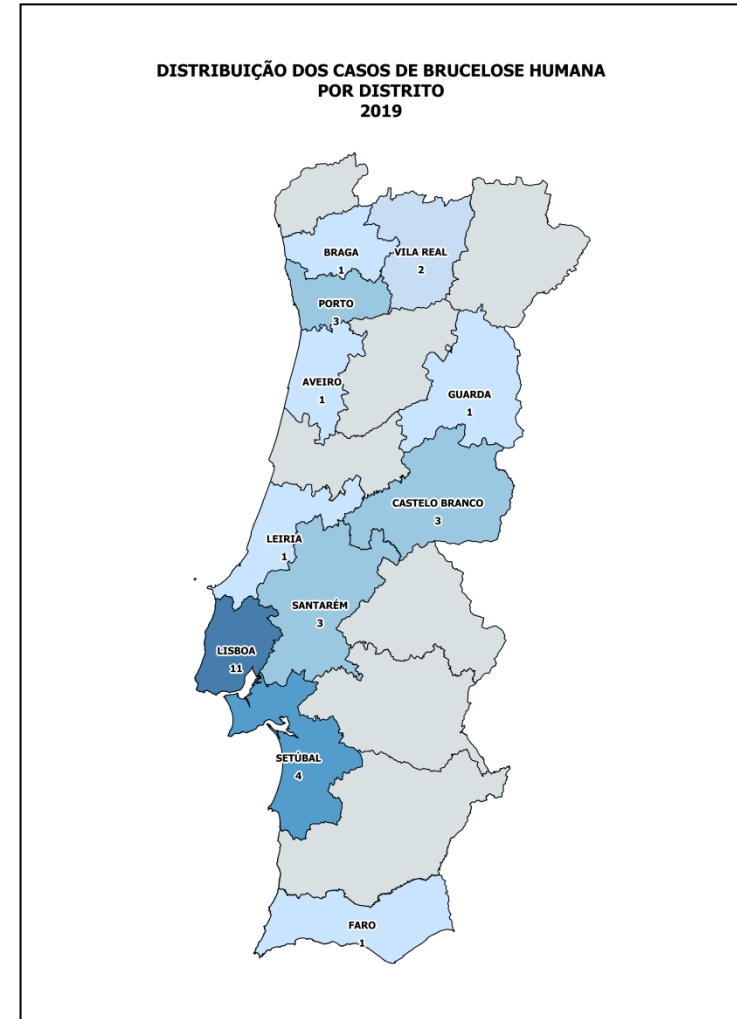 DISTRIBUIÇÃO DOS CASOS DE BRUCELOSE HUMANA
POR DISTRITO
2019
BRAGA
1
VILA REAL
2
PORTO
3
AVEIRO
1
GUARDA
1
CASTELO BRANCO
3
LEIRIA
1
SANTARÉM
3
LISBOA
11
SETÚBAL
4
FARO
1